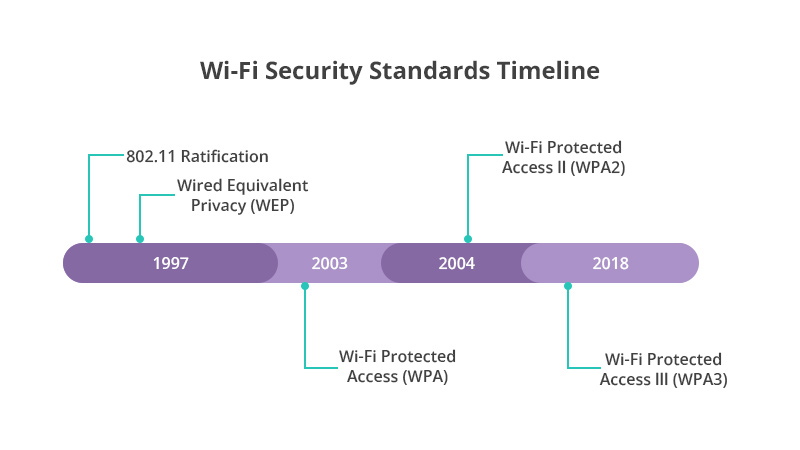 Wi-Fi Security Standards Timeline
802.11 Ratification
Wired Equivalent
Privacy (WEP)
Wi-Fi Protected
Access II (WPA2)
1997
2003
2004
2018
Wi-Fi Protected
Access (WPA)
Wi-Fi Protected
Access III (WPA3)